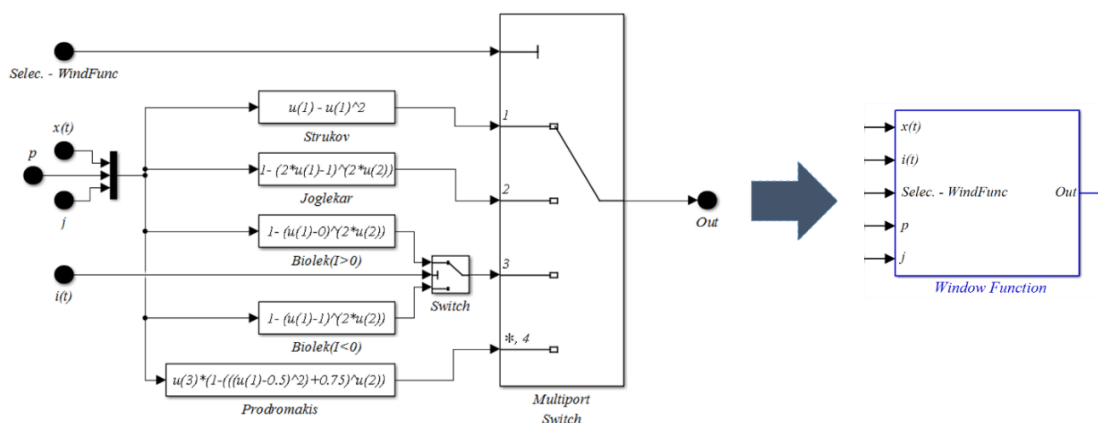 Selec. - WindFunc
x(t)
p
j
i(t)
u(1) - u(1)^2
Strukov
1- (2*u(1)-1)^(2*u(2))
Joglekar
1- (u(1)-0)^(2*u(2))
Biolek(I>0)
Switch
1- (u(1)-1)^(2*u(2))
Biolek(I<0)
u(3)*(1-(((u(1)-0.5)^2)+0.75)^u(2))
Prodromakis
1
2
3
*, 4
Multiport
Switch
Out
x(t)
i(t)
Selec. - WindFunc
Out
p
j
Window Function